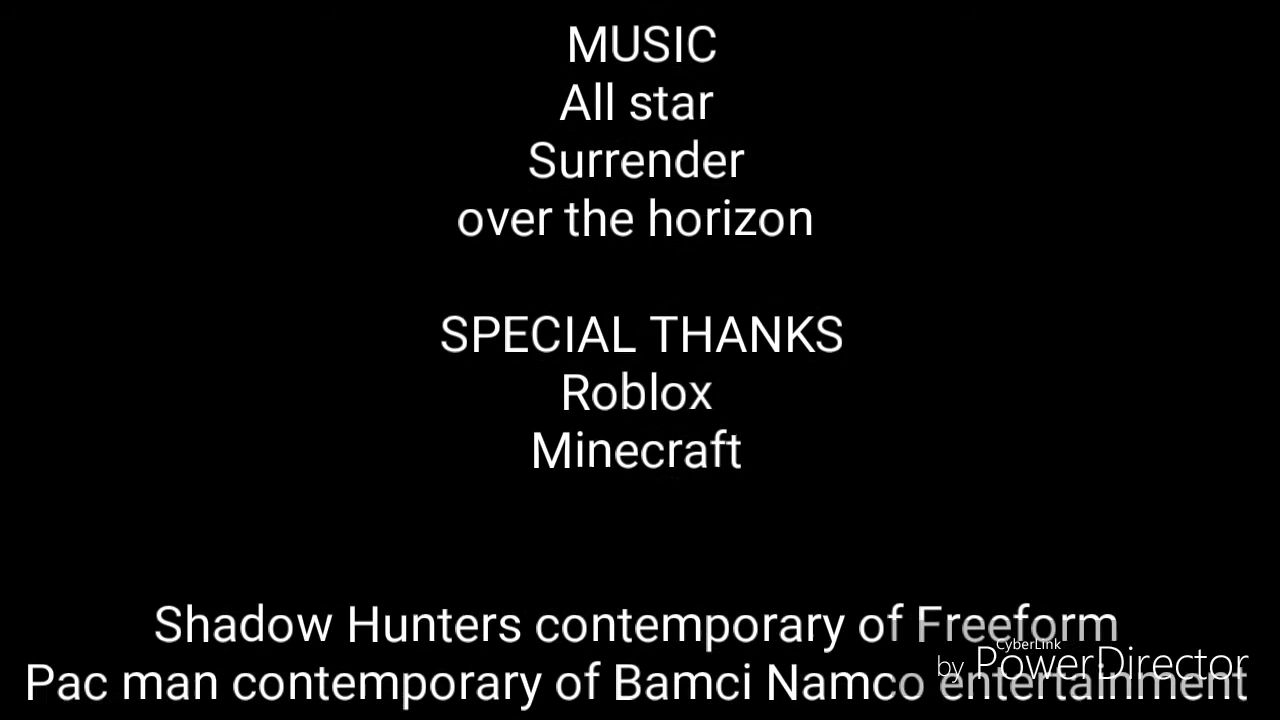 MUSIC
All star
Surrender
over the horizon
SPECIAL THANKS
Roblox
Minecraft
Shadow Hunters contemporary of Freeform
Pac man contemporary of Bamci Namco entertainment
CyberLink
by PowerDirector